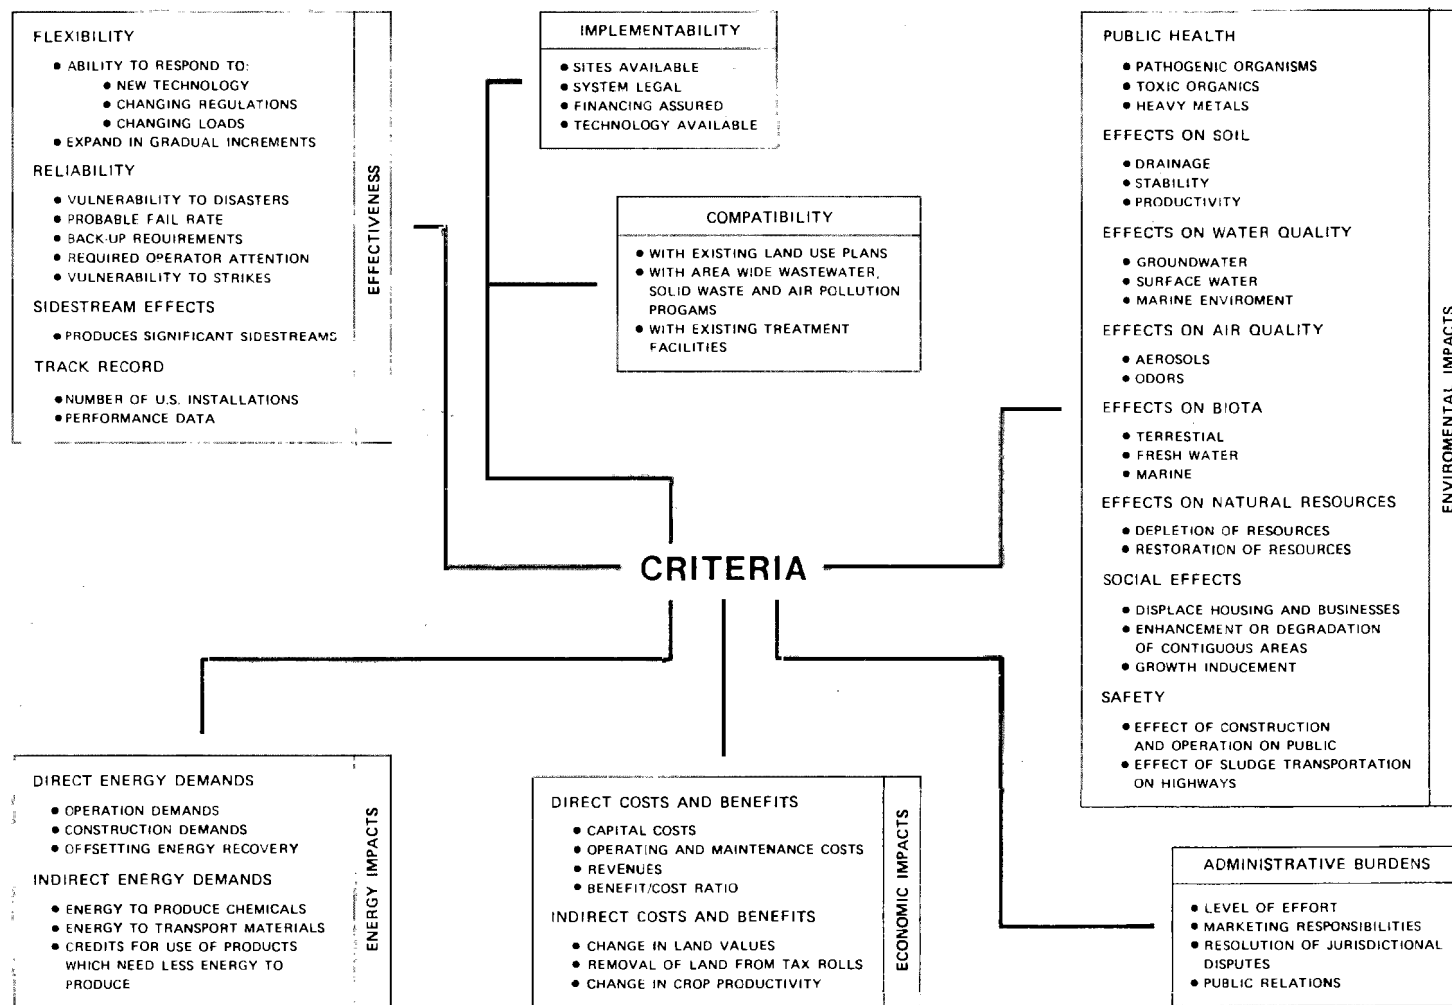 FLEXIBILITY
● ABILITY TO RESPOND TO:
● NEW TECHNOLOGY
● CHANGING REGULATIONS
● CHANGING LOADS
● EXPAND IN GRADUAL INCREMENTS
RELIABILITY
● VULNERABILITY TO DISASTERS
● PROBABLE FAIL RATE
● BACK-UP REQUIREMENTS
● REQUIRED OPERATOR ATTENTION
● VULNERABILITY TO STRIKES
SIDESTREAM EFFECTS
● PRODUCES SIGNIFICANT SIDESTREAMS
TRACK RECORD
● NUMBER OF U.S. INSTALLATIONS
● PERFORMANCE DATA
EFFECTIVENESS
IMPLEMENTABILITY
● SITES AVAILABLE
● SYSTEM LEGAL
● FINANCING ASSURED
● TECHNOLOGY AVAILABLE
COMPATIBILITY
● WITH EXISTING LAND USE PLANS
● WITH AREA WIDE WASTEWATER,
SOLID WASTE AND AIR POLLUTION
PROGAMS
● WITH EXISTING TREATMENT
FACILITIES
PUBLIC HEALTH
● PATHOGENIC ORGANISMS
● TOXIC ORGANICS
● HEAVY METALS
EFFECTS ON SOIL
● DRAINAGE
● STABILITY
● PRODUCTIVITY
EFFECTS ON WATER QUALITY
● GROUNDWATER
● SURFACE WATER
● MARINE ENVIROMENT
EFFECTS ON AIR QUALITY
● AEROSOLS
● ODORS
EFFECTS ON BIOTA
● TERRESTIAL
● FRESH WATER
● MARINE
EFFECTS ON NATURAL RESOURCES
● DEPLETION OF RESOURCES
● RESTORATION OF RESOURCES
SOCIAL EFFECTS
● DISPLACE HOUSING AND BUSINESSES
● ENHANCEMENT OR DEGRADATION
OF CONTIGUOUS AREAS
● GROWTH INDUCEMENT
SAFETY
● EFFECT OF CONSTRUCTION
AND OPERATION ON PUBLIC
● EFFECT OF SLUDGE TRANSPORTATION
ON HIGHWAYS
ENVIROMENTAL IMPACTS
CRITERIA
DIRECT ENERGY DEMANDS
● OPERATION DEMANDS
● CONSTRUCTION DEMANDS
● OFFSETTING ENERGY RECOVERY
INDIRECT ENERGY DEMANDS
● ENERGY TO PRODUCE CHEMICALS
● ENERGY TO TRANSPORT MATERIALS
● CREDITS FOR USE OF PRODUCTS
WHICH NEED LESS ENERGY TO
PRODUCE
ENERGY IMPACTS
DIRECT COSTS AND BENEFITS
● CAPITAL COSTS
● OPERATING AND MAINTENANCE COSTS
● REVENUES
● BENEFIT/COST RATIO
INDIRECT COSTS AND BENEFITS
● CHANGE IN LAND VALUES
● REMOVAL OF LAND FROM TAX ROLLS
● CHANGE IN CROP PRODUCTIVITY
ECONOMIC IMPACTS
ADMINISTRATIVE BURDENS
● LEVEL OF EFFORT
● MARKETING RESPONSIBILITIES
● RESOLUTION OF JURISDICTIONAL
DISPUTES
● PUBLIC RELATIONS